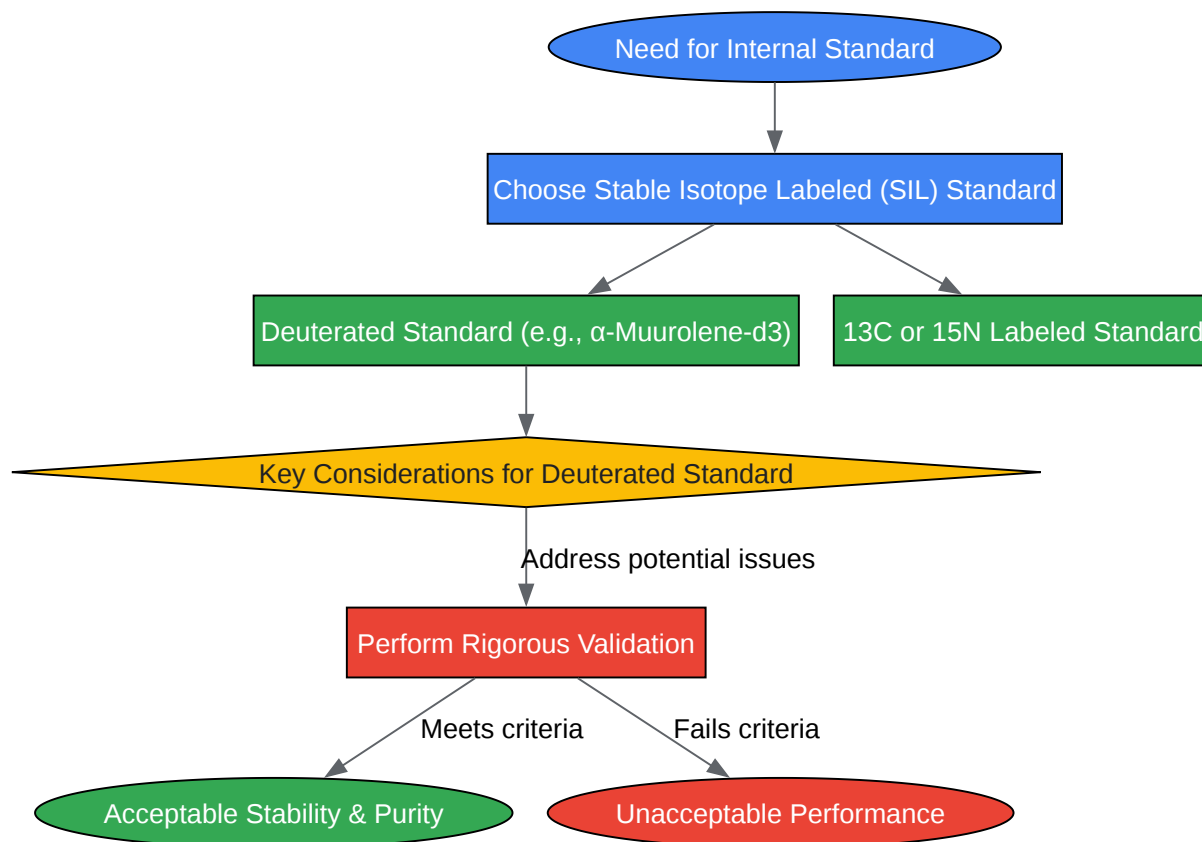 Need for Internal Standard
Choose Stable Isotope Labeled (SIL) Standard
Deuterated Standard (e.g., α-Muurolene-d3)
13C or 15N Labeled Standard
Key Considerations for Deuterated Standard
Address potential issues
Perform Rigorous Validation
Meets criteria
Fails criteria
Acceptable Stability & Purity
Unacceptable Performance